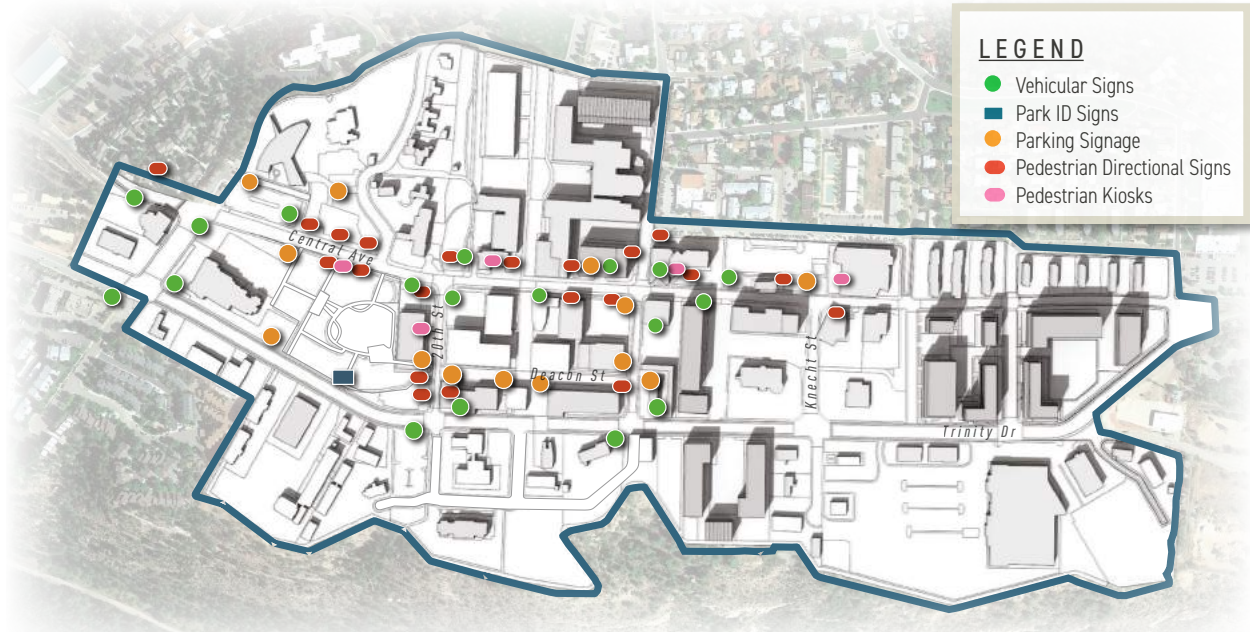 LEGEND
Vehicular Signs
Park ID Signs
Parking Signage
Pedestrian Directional Signs
Pedestrian Kiosks
Central Ave
20th St
Deacon St
Knecht St
Trinity Dr